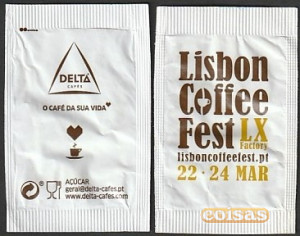 DELTA
CAFÉS
O CAFÉ DA SUA VIDA
AÇÚCAR
geral@delta-cafes.pt
www.delta-cafes.com
Lisbon
Coffee
Fest LX
Factory
lisboncoffeefest.pt
22 · 24 MAR
coisas